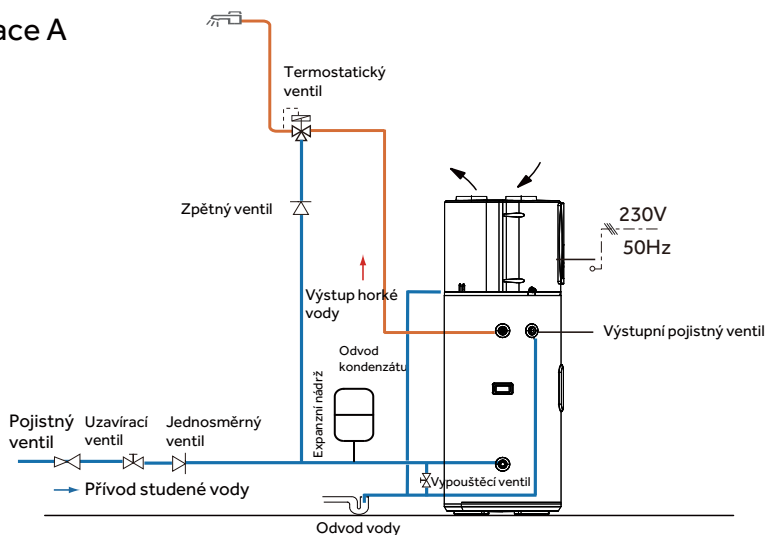 ace A
Termostatický
ventil
Zpětný ventil
230V
50Hz
Výstup horké
vody
Výstupní pojistný ventil
Odvod
kondenzátu
Expanzní nádrž
Pojistný
ventil
Uzavírací
ventil
Jednosměrný
ventil
Přívod studené vody
Vypouštěcí ventil
Odvod vody